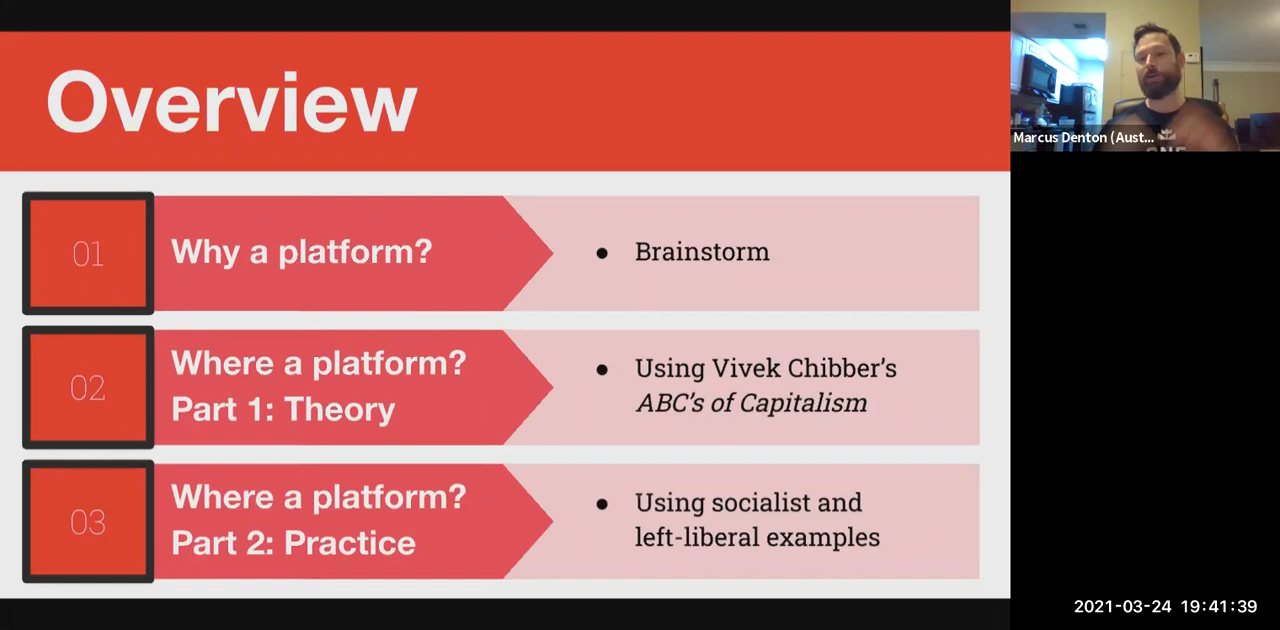 Overview
01
Why a platform?
● Brainstorm
02
Where a platform?
Part 1: Theory
● Using Vivek Chibber’s
ABC’s of Capitalism
03
Where a platform?
Part 2: Practice
● Using socialist and
left-liberal examples
Marcus Denton (Aust...
2021-03-24 19:41:39